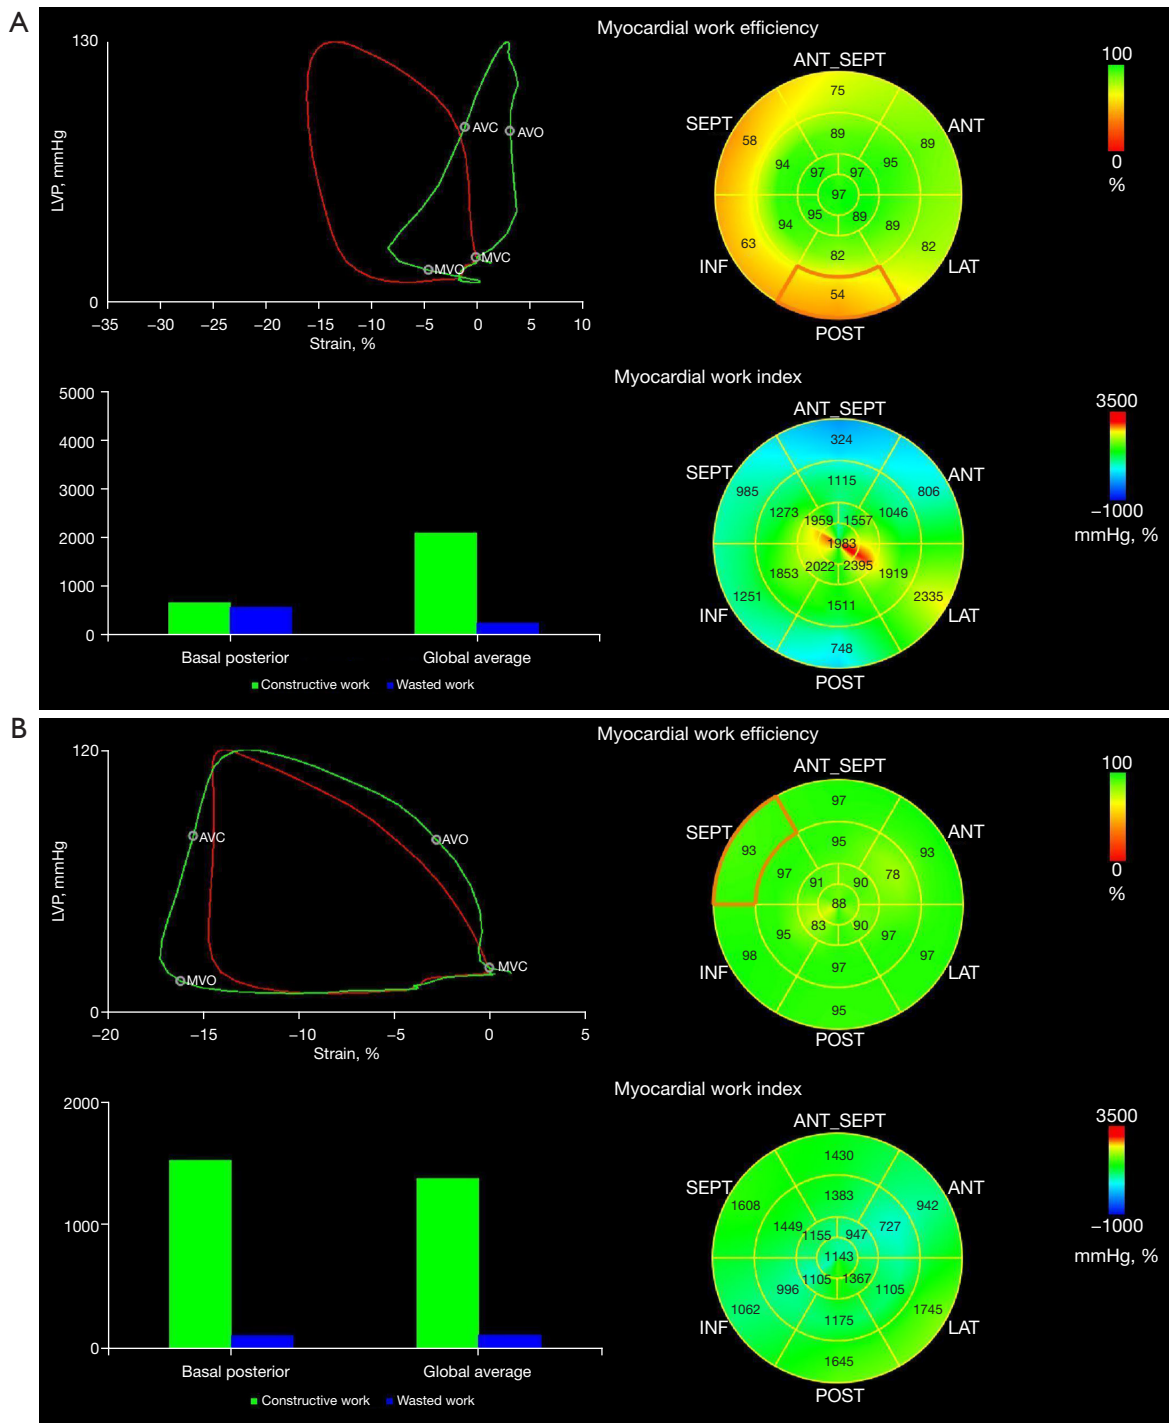 A
Myocardial work efficiency
130
LVP, mmHg
0
AVC
AVO
MVO
MVC
−35 −30 −25 −20 −15 −10 −5 0 5 10
Strain, %
ANT_SEPT
SEPT
ANT
INF
LAT
POST
75
58 89
89
94 95
97 97
97
95 89
94 89
63 82
82
54
100
0
%
Myocardial work index
5000
4000
3000
2000
1000
0
Basal posterior Global average
Constructive work Wasted work
ANT_SEPT
SEPT
ANT
INF
LAT
POST
324
985 806
1115
1273 1046
1959 1557
1983
2022 2395
1853 1919
1251 2335
1511
748
3500
−1000
mmHg, %
B
Myocardial work efficiency
120
LVP, mmHg
0
AVC
AVO
MVO
MVC
−20 −15 −10 −5 0 5
Strain, %
ANT_SEPT
SEPT
ANT
INF
LAT
POST
97
93 93
95
97 78
91 90
88
83 90
95 97
98 97
97
95
100
0
%
Myocardial work index
2000
1000
0
Basal posterior Global average
Constructive work Wasted work
ANT_SEPT
SEPT
ANT
INF
LAT
POST
1430
1608 942
1383
1449 727
1155 947
1143
1105 1367
996 1105
1062 1745
1175
1645
3500
−1000
mmHg, %